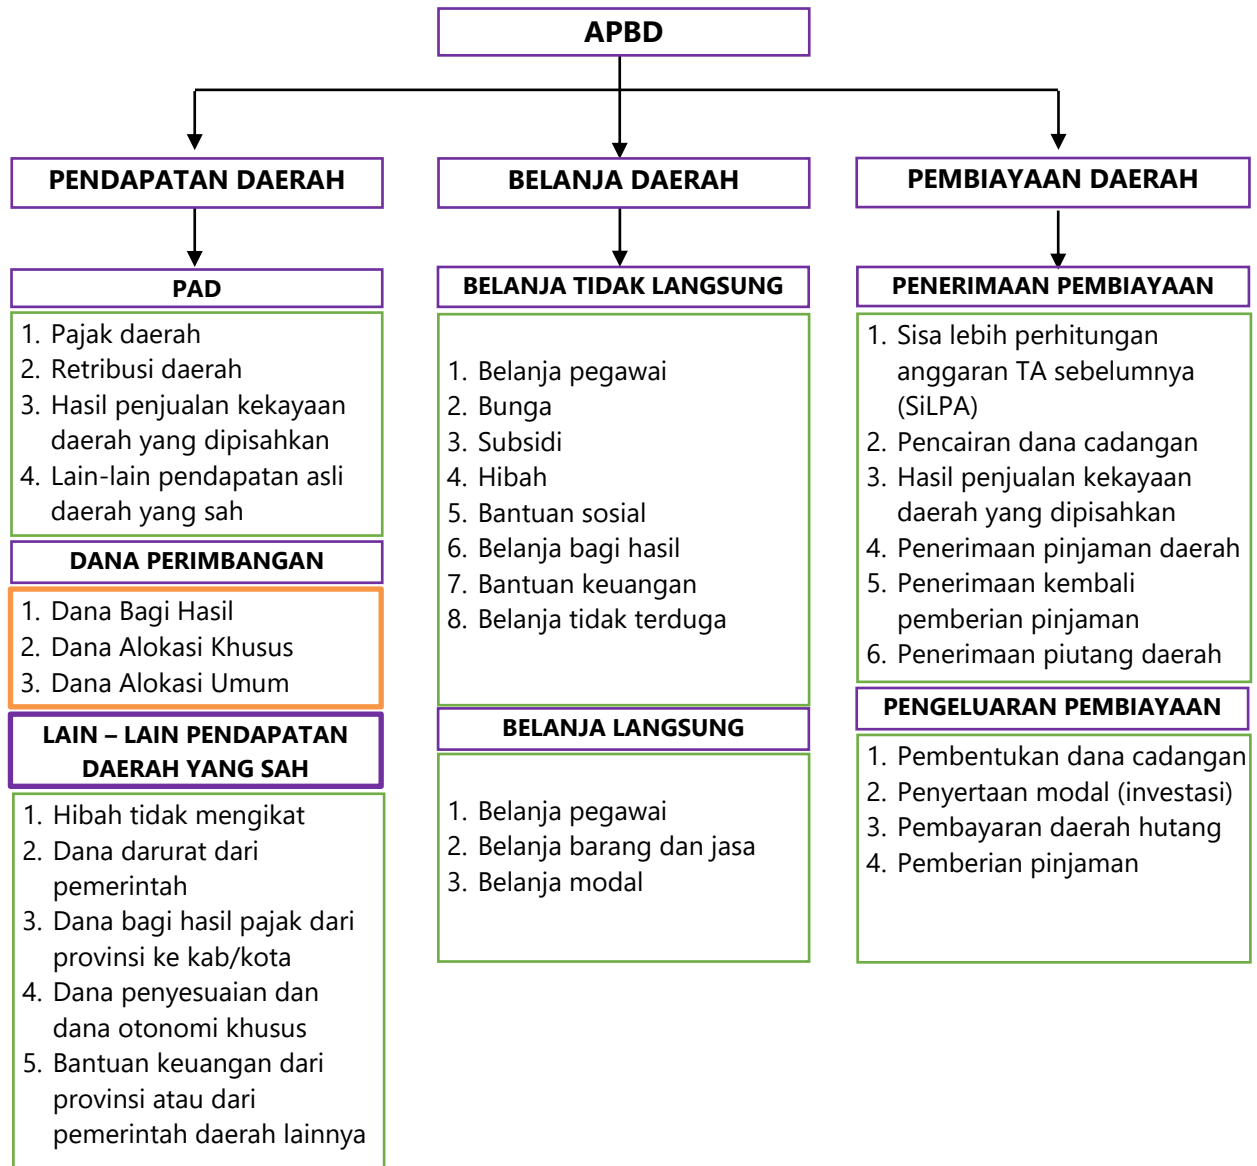 APBD
PENDAPATAN DAERAH
PAD
1. Pajak daerah
2. Retribusi daerah
3. Hasil penjualan kekayaan
daerah yang dipisahkan
4. Lain-lain pendapatan asli
daerah yang sah
DANA PERIMBANGAN
1. Dana Bagi Hasil
2. Dana Alokasi Khusus
3. Dana Alokasi Umum
LAIN – LAIN PENDAPATAN
DAERAH YANG SAH
1. Hibah tidak mengikat
2. Dana darurat dari
pemerintah
3. Dana bagi hasil pajak dari
provinsi ke kab/kota
4. Dana penyesuaian dan
dana otonomi khusus
5. Bantuan keuangan dari
provinsi atau dari
pemerintah daerah lainnya
BELANJA DAERAH
BELANJA TIDAK LANGSUNG
1. Belanja pegawai
2. Bunga
3. Subsidi
4. Hibah
5. Bantuan sosial
6. Belanja bagi hasil
7. Bantuan keuangan
8. Belanja tidak terduga
BELANJA LANGSUNG
1. Belanja pegawai
2. Belanja barang dan jasa
3. Belanja modal
PEMBIAYAAN DAERAH
PENERIMAAN PEMBIAYAAN
1. Sisa lebih perhitungan
anggaran TA sebelumnya
(SiLPA)
2. Pencairan dana cadangan
3. Hasil penjualan kekayaan
daerah yang dipisahkan
4. Penerimaan pinjaman daerah
5. Penerimaan kembali
pemberian pinjaman
6. Penerimaan piutang daerah
PENGELUARAN PEMBIAYAAN
1. Pembentukan dana cadangan
2. Penyertaan modal (investasi)
3. Pembayaran daerah hutang
4. Pemberian pinjaman